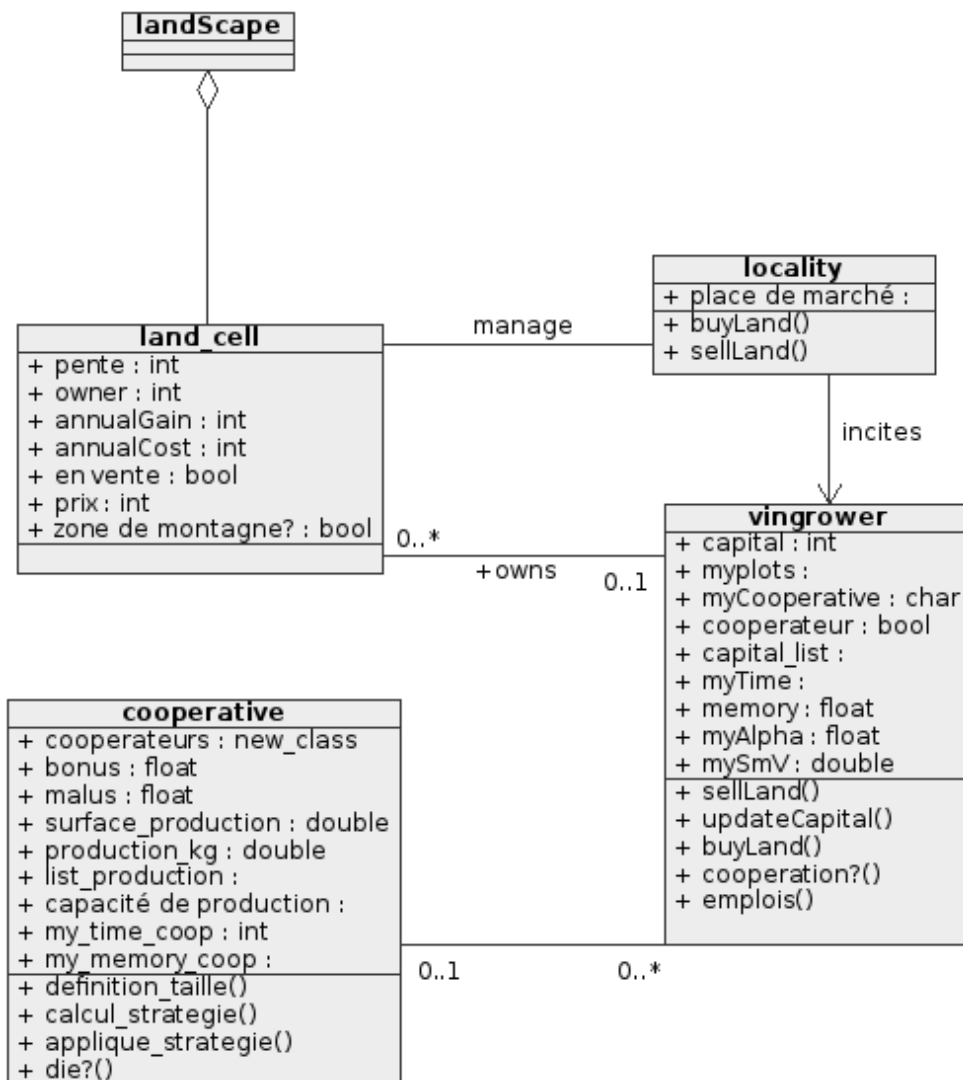 landScape
locality
+ place de marché :
+ buyLand()
+ sellLand()
manage
land_cell
+ pente : int
+ owner : int
+ annualGain : int
+ annualCost : int
+ en vente : bool
+ prix : int
+ zone de montagne? : bool
incites
0..*
+owns
0..1
vingrower
+ capital : int
+ myplots :
+ myCooperative : char
+ cooperateur : bool
+ capital_list :
+ myTime :
+ memory : float
+ myAlpha : float
+ mySmV : double
+ sellLand()
+ updateCapital()
+ buyLand()
+ cooperation?()
+ emplois()
cooperative
+ cooperateurs : new_class
+ bonus : float
+ malus : float
+ surface_production : double
+ production_kg : double
+ list_production :
+ capacité de production :
+ my_time_coop : int
+ my_memory_coop :
+ definition_taille()
+ calcul_strategie()
+ applique_strategie()
+ die?()
0..1
0..*